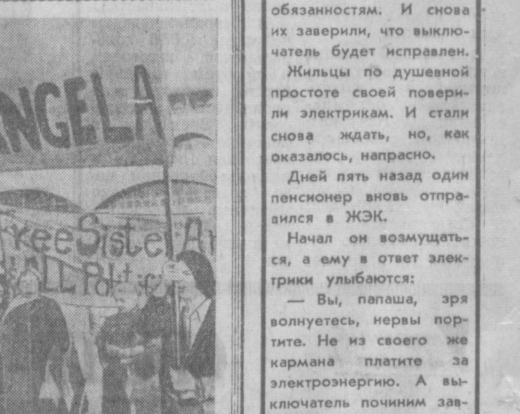 ANGELA
Free Sister A
ALL Polit
обязанностям. И снова
их заверили, что выклю-
чатель будет исправлен.
Жильцы по душевной
простоте своей повери-
ли электрикам. И стали
снова ждать, но, как
оказалось, напрасно.
Дней пять назад один
пенсионер вновь отпра-
вился в ЖЭК.
Начал он возмущать-
ся, а ему в ответ элек-
трики улыбаются:
— Вы, папаша, зря
волнуетесь, нервы пор-
тите. Не из своего же
кармана платите за
электроэнергию. А вы-
ключатель починим зав-